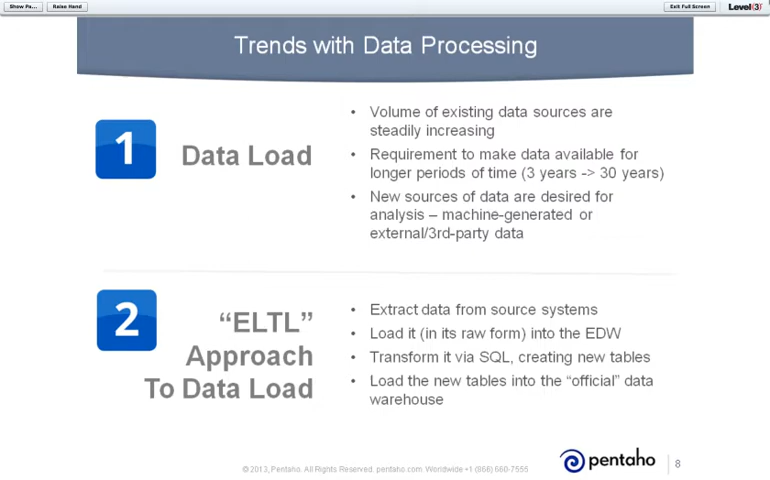 Show Pa... Raise Hand Exit Full Screen Level(3)
Trends with Data Processing
1
Data Load
• Volume of existing data sources are
steadily increasing
• Requirement to make data available for
longer periods of time (3 years -> 30 years)
• New sources of data are desired for
analysis – machine-generated or
external/3rd-party data
2
“ELTL”
Approach
To Data Load
• Extract data from source systems
• Load it (in its raw form) into the EDW
• Transform it via SQL, creating new tables
• Load the new tables into the “official” data
warehouse
© 2013, Pentaho. All Rights Reserved. pentaho.com. Worldwide +1 (866) 660-7555
pentaho
8